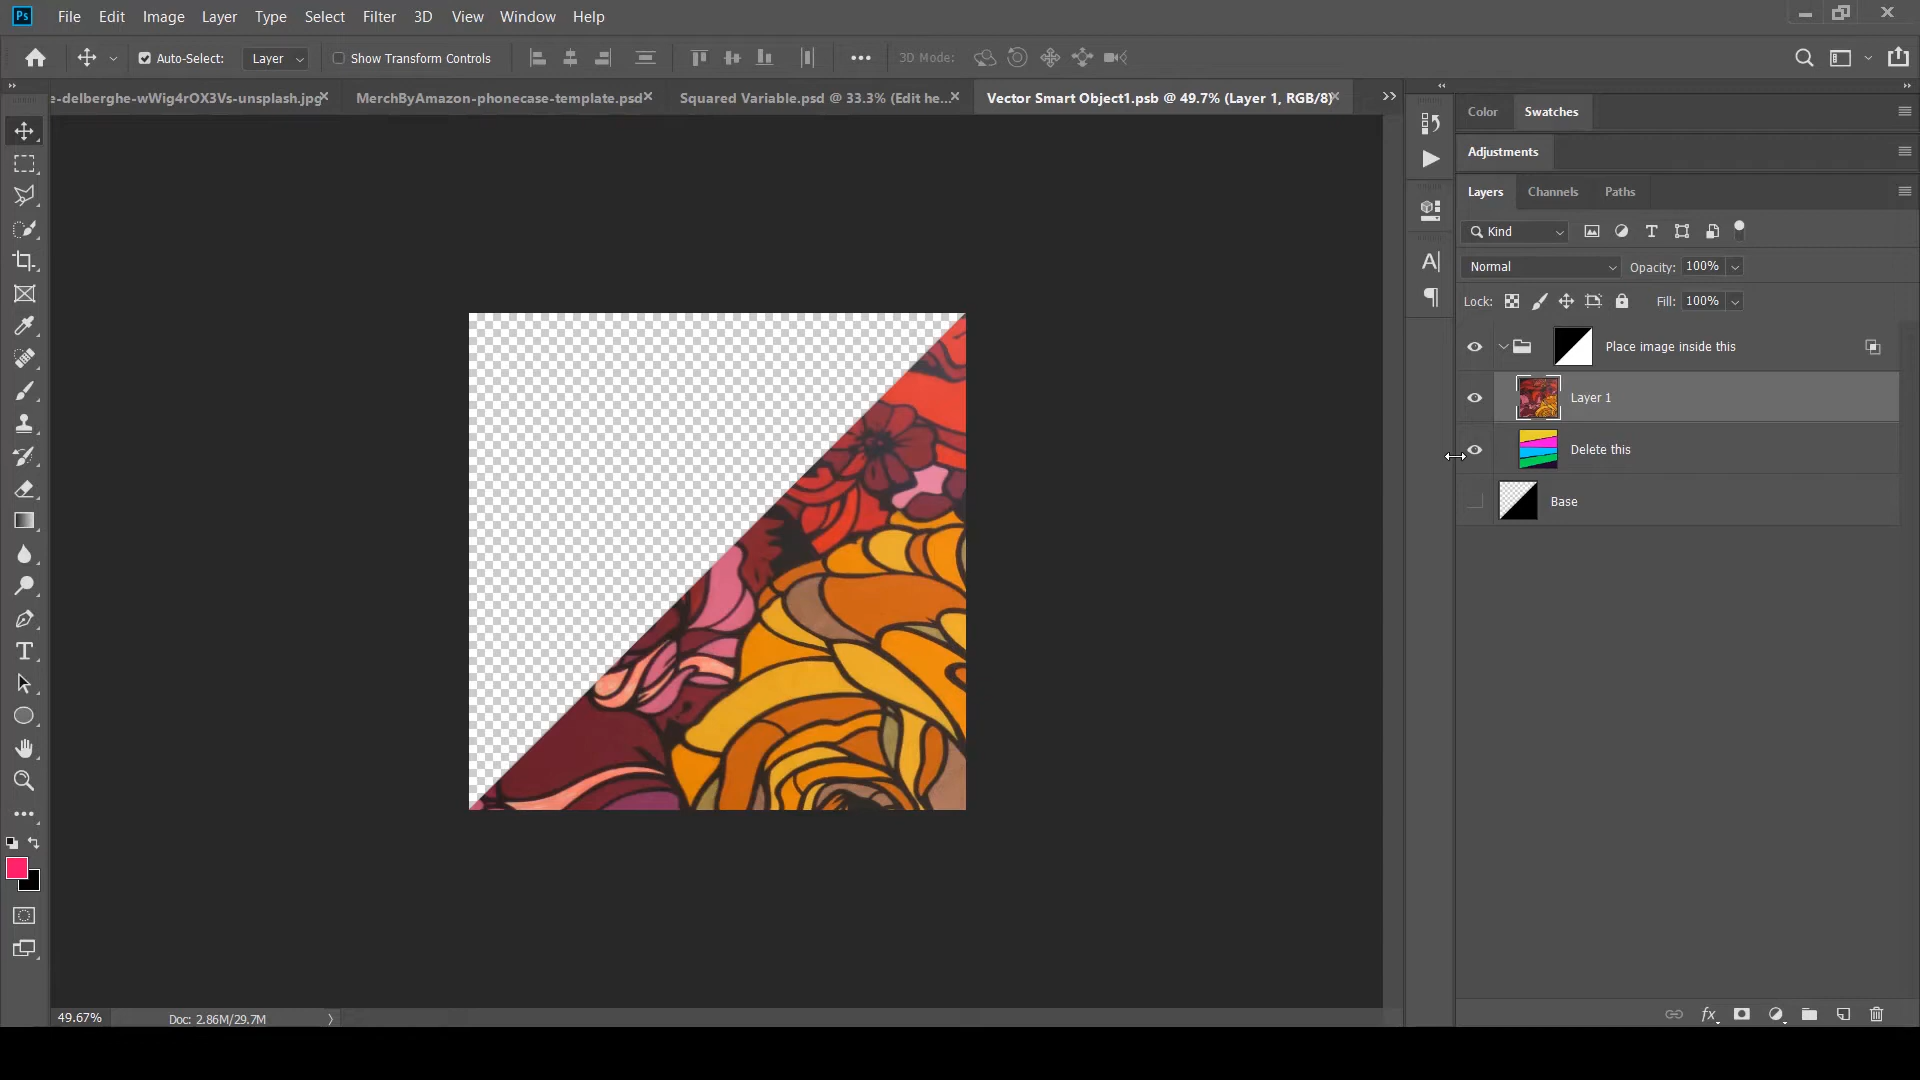 Ps File Edit Image Layer Type Select Filter 3D View Window Help
Auto-Select: Layer Show Transform Controls 3D Mode:
e-delberghe-wWig4rOX3Vs-unsplash.jpg MerchByAmazon-phonecase-template.psd Squared Variable.psd @ 33.3% (Edit he... Vector Smart Object1.psb @ 49.7% (Layer 1, RGB/8)
Color Swatches
Adjustments
Layers Channels Paths
Kind
Normal Opacity: 100%
Lock: Fill: 100%
Place image inside this
Layer 1
Delete this
Base
49.67% Doc: 2.86M/29.7M